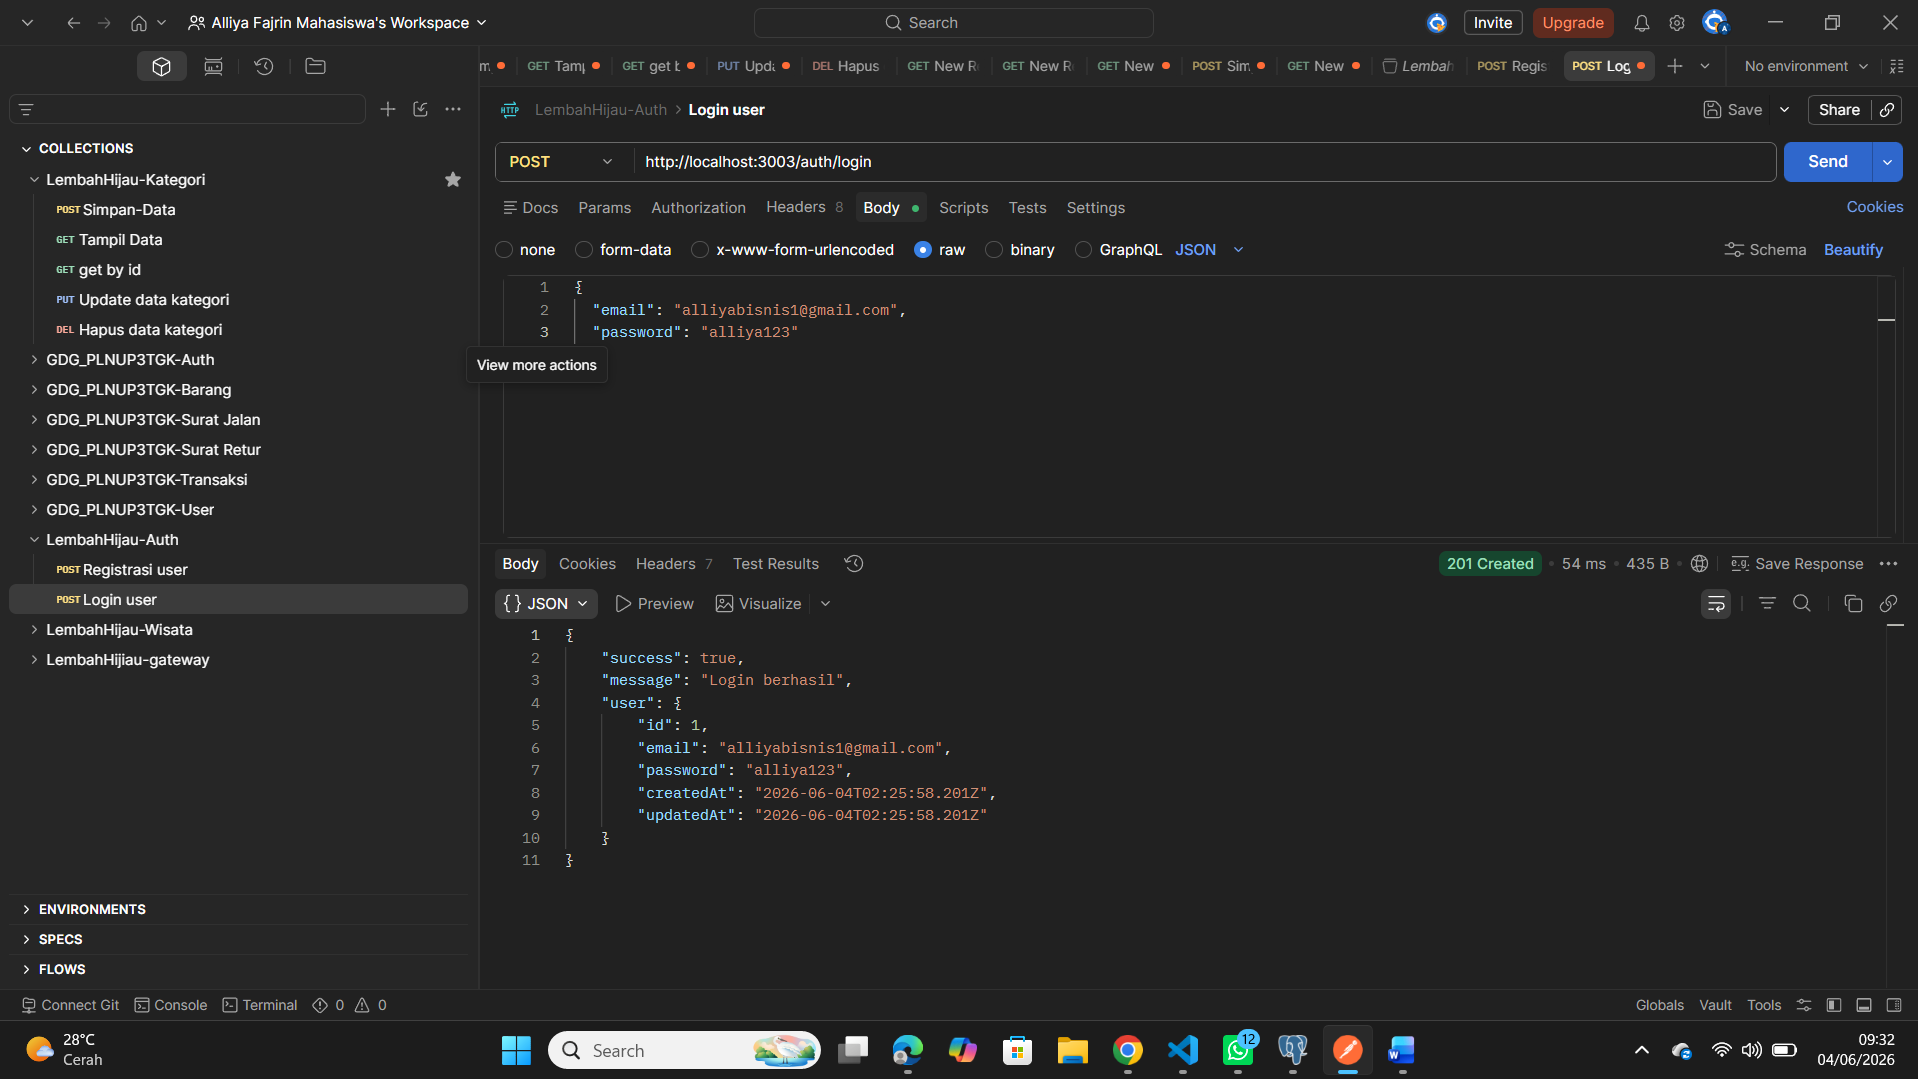 Alliya Fajrin Mahasiswa's Workspace
Search
Invite
Upgrade
GET Tam
GET get b
PUT Upda
DEL Hapus
GET New R
GET New R
GET New
POST Sim
GET New
Lembah
POST Regis
POST Log
No environment
HTTP
LembahHijau-Auth > Login user
Save
Share
POST
http://localhost:3003/auth/login
Send
Docs
Params
Authorization
Headers 8
Body
Scripts
Tests
Settings
Cookies
none
form-data
x-www-form-urlencoded
raw
binary
GraphQL
JSON
Schema
Beautify
1 {
2 "email": "alliyabisnis1@gmail.com",
3 "password": "alliya123"
View more actions
COLLECTIONS
LembahHijau-Kategori
POST Simpan-Data
GET Tampil Data
GET get by id
PUT Update data kategori
DEL Hapus data kategori
GDG_PLNUP3TGK-Auth
GDG_PLNUP3TGK-Barang
GDG_PLNUP3TGK-Surat Jalan
GDG_PLNUP3TGK-Surat Retur
GDG_PLNUP3TGK-Transaksi
GDG_PLNUP3TGK-User
LembahHijau-Auth
POST Registrasi user
POST Login user
LembahHijau-Wisata
LembahHijiau-gateway
ENVIRONMENTS
SPECS
FLOWS
Body
Cookies
Headers 7
Test Results
201 Created
54 ms
435 B
e.g. Save Response
{} JSON
Preview
Visualize
1 {
2 "success": true,
3 "message": "Login berhasil",
4 "user": {
5 "id": 1,
6 "email": "alliyabisnis1@gmail.com",
7 "password": "alliya123",
8 "createdAt": "2026-06-04T02:25:58.201Z",
9 "updatedAt": "2026-06-04T02:25:58.201Z"
10 }
11 }
Connect Git
Console
Terminal
0
0
Globals
Vault
Tools
28°C
Cerah
Search
12
09:32
04/06/2026